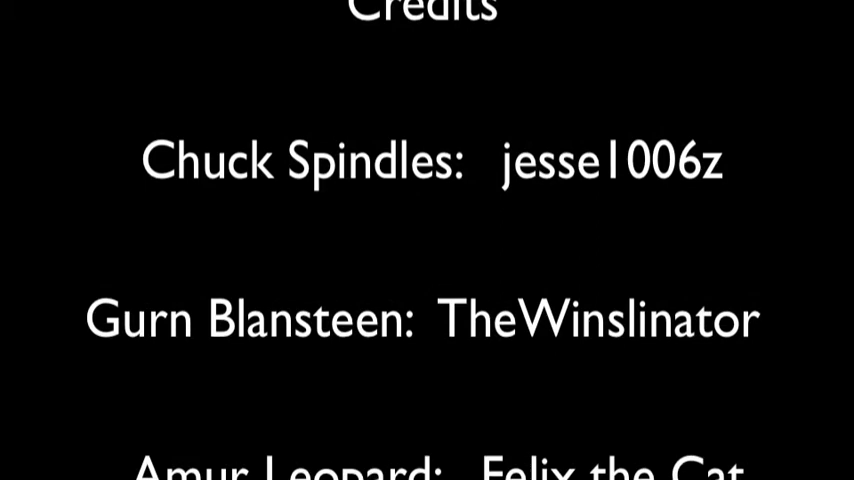 Credits
Chuck Spindles: jesse1006z
Gurn Blansteen: TheWinslinator
Amur Leopard: Felix the Cat